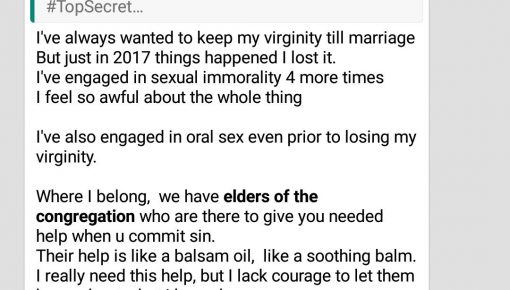 #TopSecret…
I've always wanted to keep my virginity till marriage
But just in 2017 things happened I lost it.
I've engaged in sexual immorality 4 more times
I feel so awful about the whole thing
I've also engaged in oral sex even prior to losing my
virginity.
Where I belong,  we have elders of the
congregation who are there to give you needed
help when u commit sin.
Their help is like a balsam oil,  like a soothing balm.
I really need this help, but I lack courage to let them